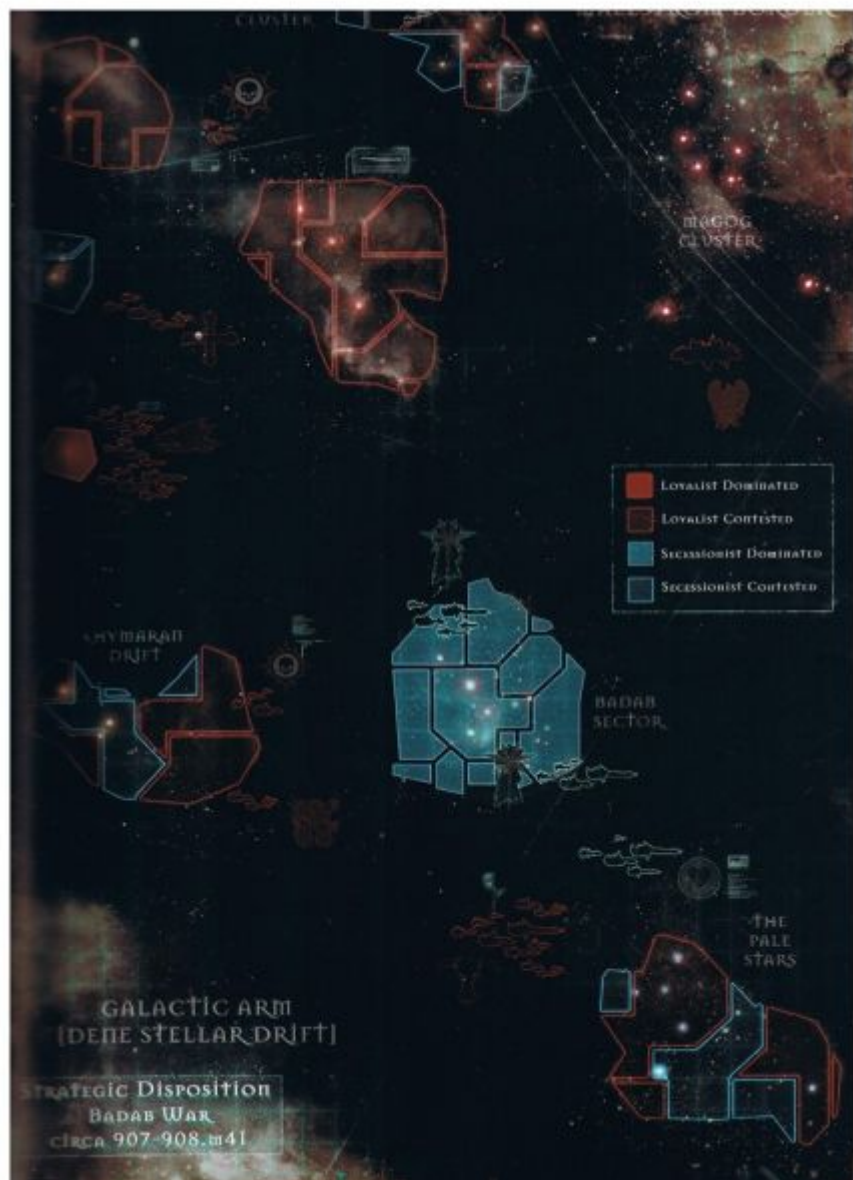 CLUSTER
MAGOG
CLUSTER
LOYALIST DOMINATED
LOYALIST CONTESTED
SECESSIONIST DOMINATED
SECESSIONIST CONTESTED
DRIFT
BADAB
SECTOR
THE
PALE
STARS
GALACTIC ARM
[DENE STELLAR DRIFT]
STRATEGIC DISPOSITION
BADAB WAR
CIRCA 907-908.M41